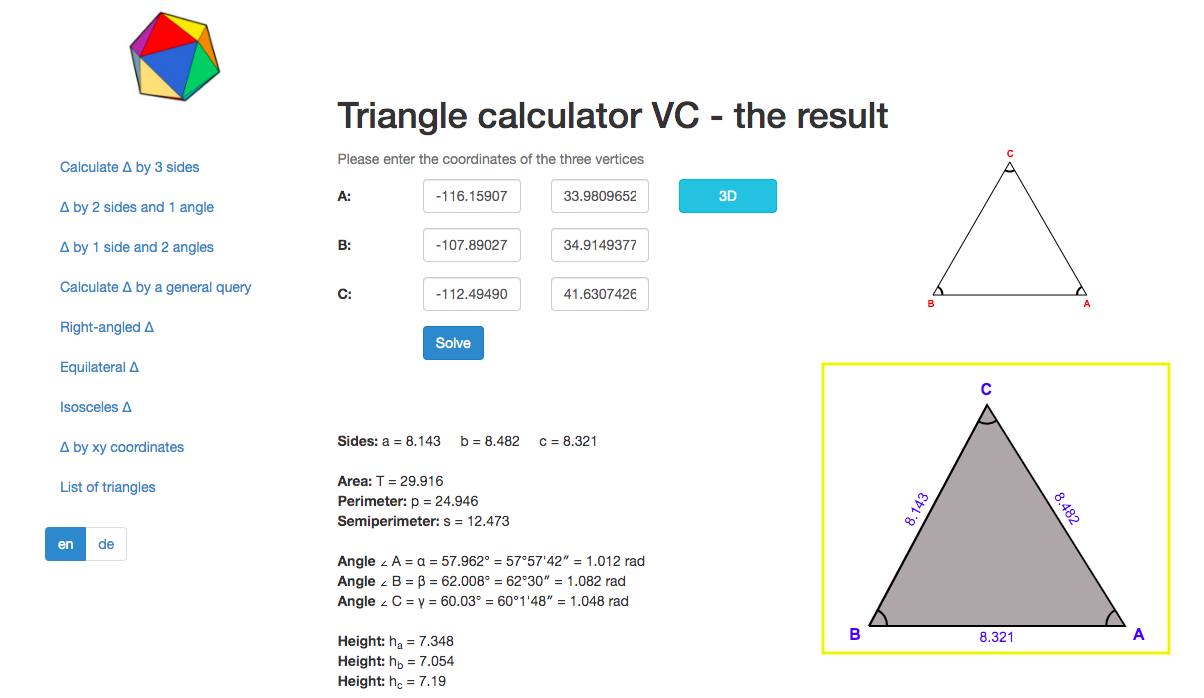 Triangle calculator VC - the result
Please enter the coordinates of the three vertices
A: -116.15907 33.9809652 3D
B: -107.89027 34.9149377
C: -112.49490 41.6307426
Solve
Calculate Δ by 3 sides
Δ by 2 sides and 1 angle
Δ by 1 side and 2 angles
Calculate Δ by a general query
Right-angled Δ
Equilateral Δ
Isosceles Δ
Δ by xy coordinates
List of triangles
en de
Sides: a = 8.143 b = 8.482 c = 8.321
Area: T = 29.916
Perimeter: p = 24.946
Semiperimeter: s = 12.473
Angle ∠ A = α = 57.962° = 57°57'42″ = 1.012 rad
Angle ∠ B = β = 62.008° = 62°30″ = 1.082 rad
Angle ∠ C = γ = 60.03° = 60°1'48″ = 1.048 rad
Height: ha = 7.348
Height: hb = 7.054
Height: hc = 7.19
C
B A
C
8.143 8.482
B A
8.321